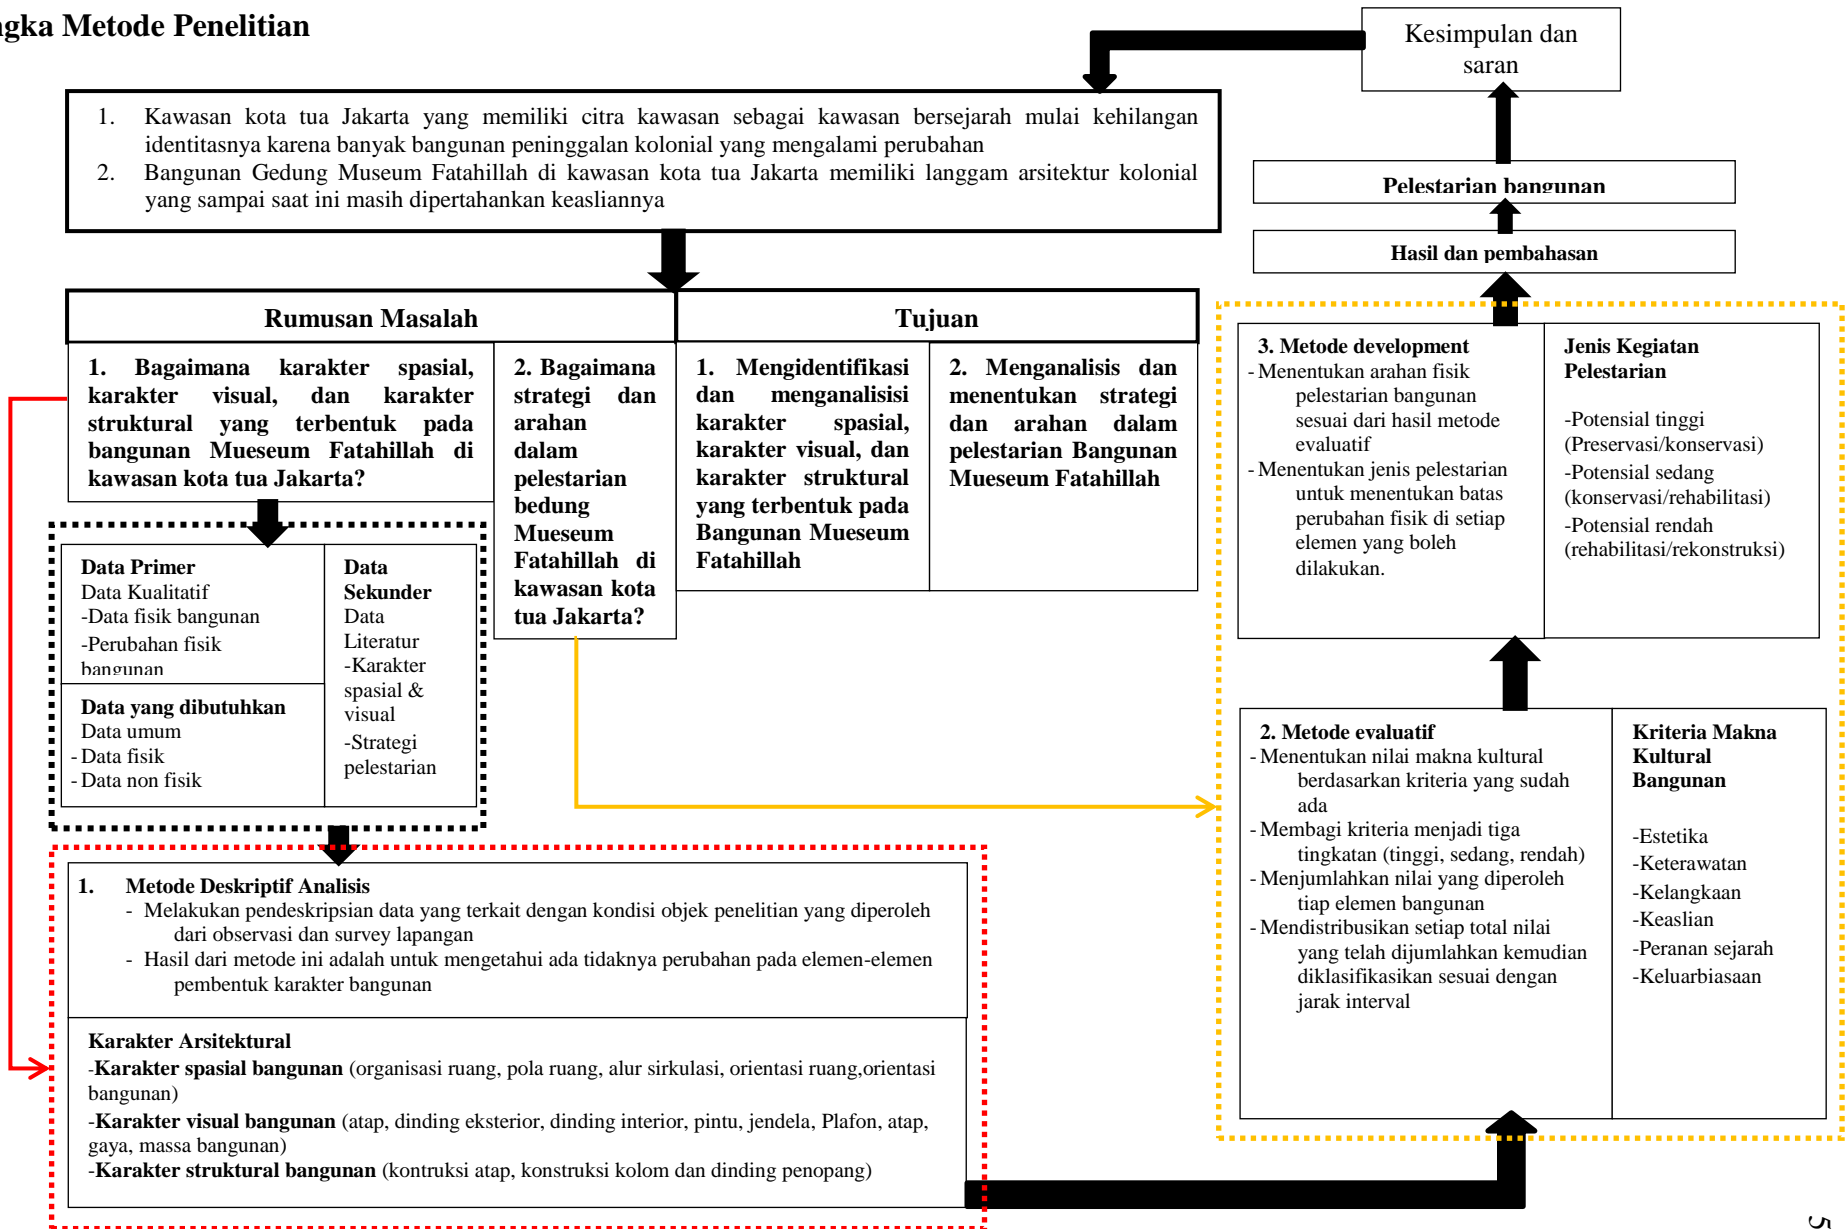 ngka Metode Penelitian
Kesimpulan dan
saran
1. Kawasan kota tua Jakarta yang memiliki citra kawasan sebagai kawasan bersejarah mulai kehilangan
identitasnya karena banyak bangunan peninggalan kolonial yang mengalami perubahan
2. Bangunan Gedung Museum Fatahillah di kawasan kota tua Jakarta memiliki langgam arsitektur kolonial
yang sampai saat ini masih dipertahankan keasliannya
Pelestarian bangunan
Hasil dan pembahasan
Rumusan Masalah
Tujuan
1. Bagaimana karakter spasial,
karakter visual, dan karakter
struktural yang terbentuk pada
bangunan Mueseum Fatahillah di
kawasan kota tua Jakarta?
2. Bagaimana
strategi dan
arahan
dalam
pelestarian
bedung
Mueseum
Fatahillah di
kawasan kota
tua Jakarta?
1. Mengidentifikasi
dan menganalisisi
karakter spasial,
karakter visual, dan
karakter struktural
yang terbentuk pada
Bangunan Mueseum
Fatahillah
2. Menganalisis dan
menentukan strategi
dan arahan dalam
pelestarian Bangunan
Mueseum Fatahillah
3. Metode development
- Menentukan arahan fisik
pelestarian bangunan
sesuai dari hasil metode
evaluatif
- Menentukan jenis pelestarian
untuk menentukan batas
perubahan fisik di setiap
elemen yang boleh
dilakukan.
Jenis Kegiatan
Pelestarian
-Potensial tinggi
(Preservasi/konservasi)
-Potensial sedang
(konservasi/rehabilitasi)
-Potensial rendah
(rehabilitasi/rekonstruksi)
Data Primer
Data Kualitatif
-Data fisik bangunan
-Perubahan fisik
bangunan
Data yang dibutuhkan
Data umum
- Data fisik
- Data non fisik
Data
Sekunder
Data
Literatur
-Karakter
spasial &
visual
-Strategi
pelestarian
2. Metode evaluatif
- Menentukan nilai makna kultural
berdasarkan kriteria yang sudah
ada
- Membagi kriteria menjadi tiga
tingkatan (tinggi, sedang, rendah)
- Menjumlahkan nilai yang diperoleh
tiap elemen bangunan
- Mendistribusikan setiap total nilai
yang telah dijumlahkan kemudian
diklasifikasikan sesuai dengan
jarak interval
Kriteria Makna
Kultural
Bangunan
-Estetika
-Keterawatan
-Kelangkaan
-Keaslian
-Peranan sejarah
-Keluarbiasaan
1. Metode Deskriptif Analisis
- Melakukan pendeskripsian data yang terkait dengan kondisi objek penelitian yang diperoleh
dari observasi dan survey lapangan
- Hasil dari metode ini adalah untuk mengetahui ada tidaknya perubahan pada elemen-elemen
pembentuk karakter bangunan
Karakter Arsitektural
-Karakter spasial bangunan (organisasi ruang, pola ruang, alur sirkulasi, orientasi ruang,orientasi
bangunan)
-Karakter visual bangunan (atap, dinding eksterior, dinding interior, pintu, jendela, Plafon, atap,
gaya, massa bangunan)
-Karakter struktural bangunan (kontruksi atap, konstruksi kolom dan dinding penopang)
5